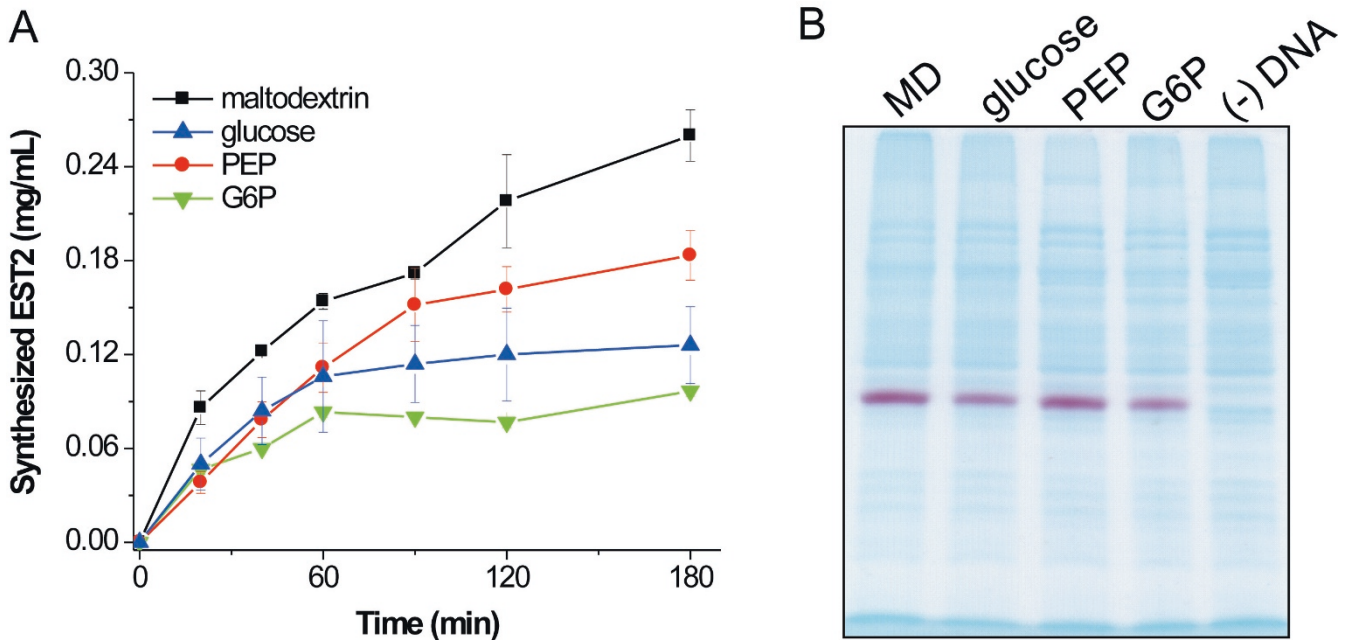 A
Synthesized EST2 (mg/mL)
0.30
0.24
0.18
0.12
0.06
0.00
maltodextrin
glucose
PEP
G6P
0
60
120
180
Time (min)
B
MD
glucose
PEP
G6P
(-) DNA